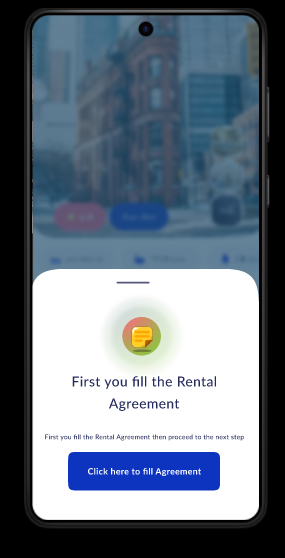 First you fill the Rental
Agreement
First you fill the Rental Agreement then proceed to the next step
Click here to fill Agreement